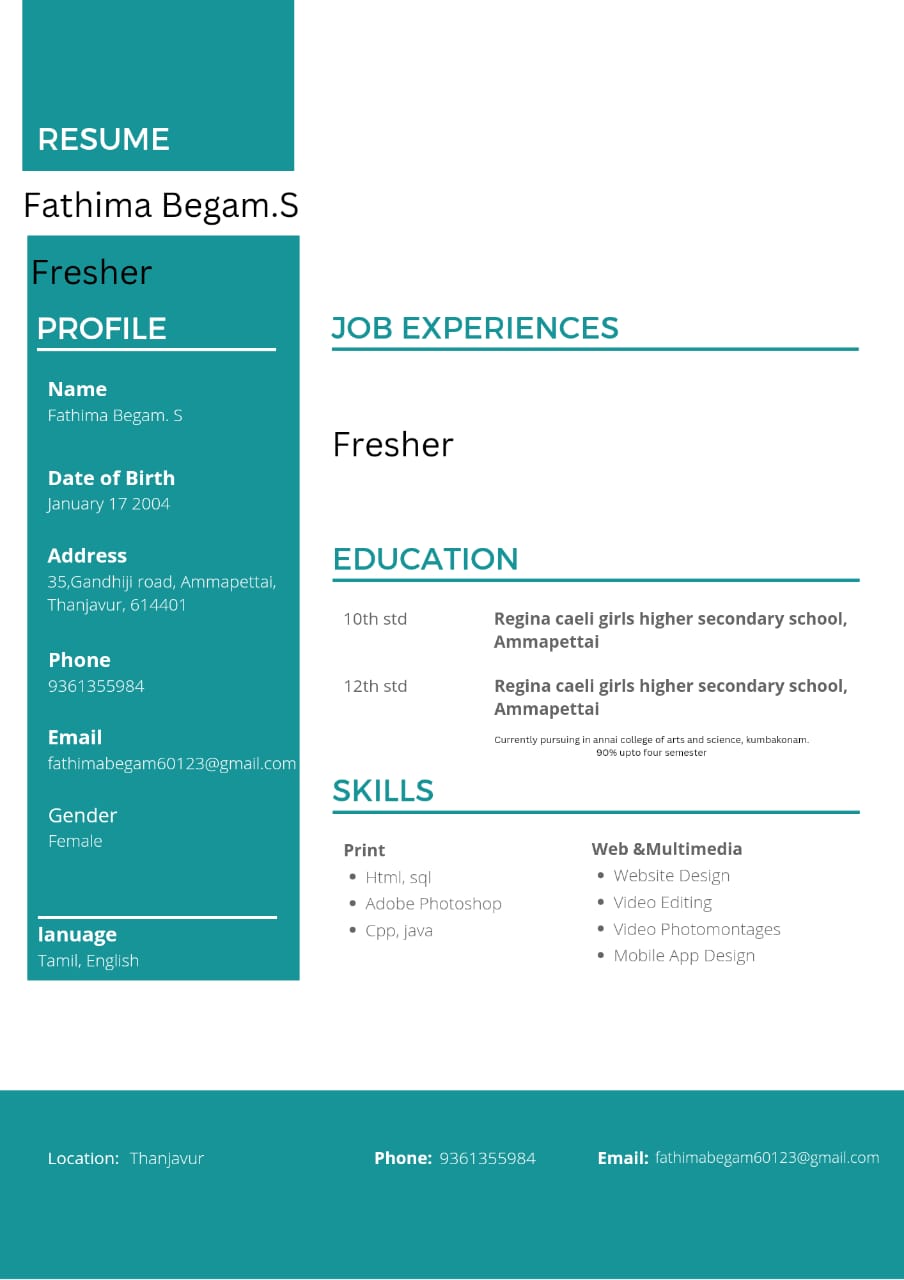 RESUME
Fathima Begam.S
Fresher
PROFILE
Name
Fathima Begam. S
Date of Birth
January 17 2004
Address
35,Gandhiji road, Ammapettai,
Thanjavur, 614401
Phone
9361355984
Email
fathimabegam60123@gmail.com
Gender
Female
lanuage
Tamil, English
JOB EXPERIENCES
Fresher
EDUCATION
10th std Regina caeli girls higher secondary school,
Ammapettai
12th std Regina caeli girls higher secondary school,
Ammapettai
Currently pursuing in annai college of arts and science, kumbakonam.
90% upto four semester
SKILLS
Print
• Html, sql
• Adobe Photoshop
• Cpp, java
Web &Multimedia
• Website Design
• Video Editing
• Video Photomontages
• Mobile App Design
Location: Thanjavur Phone: 9361355984 Email: fathimabegam60123@gmail.com